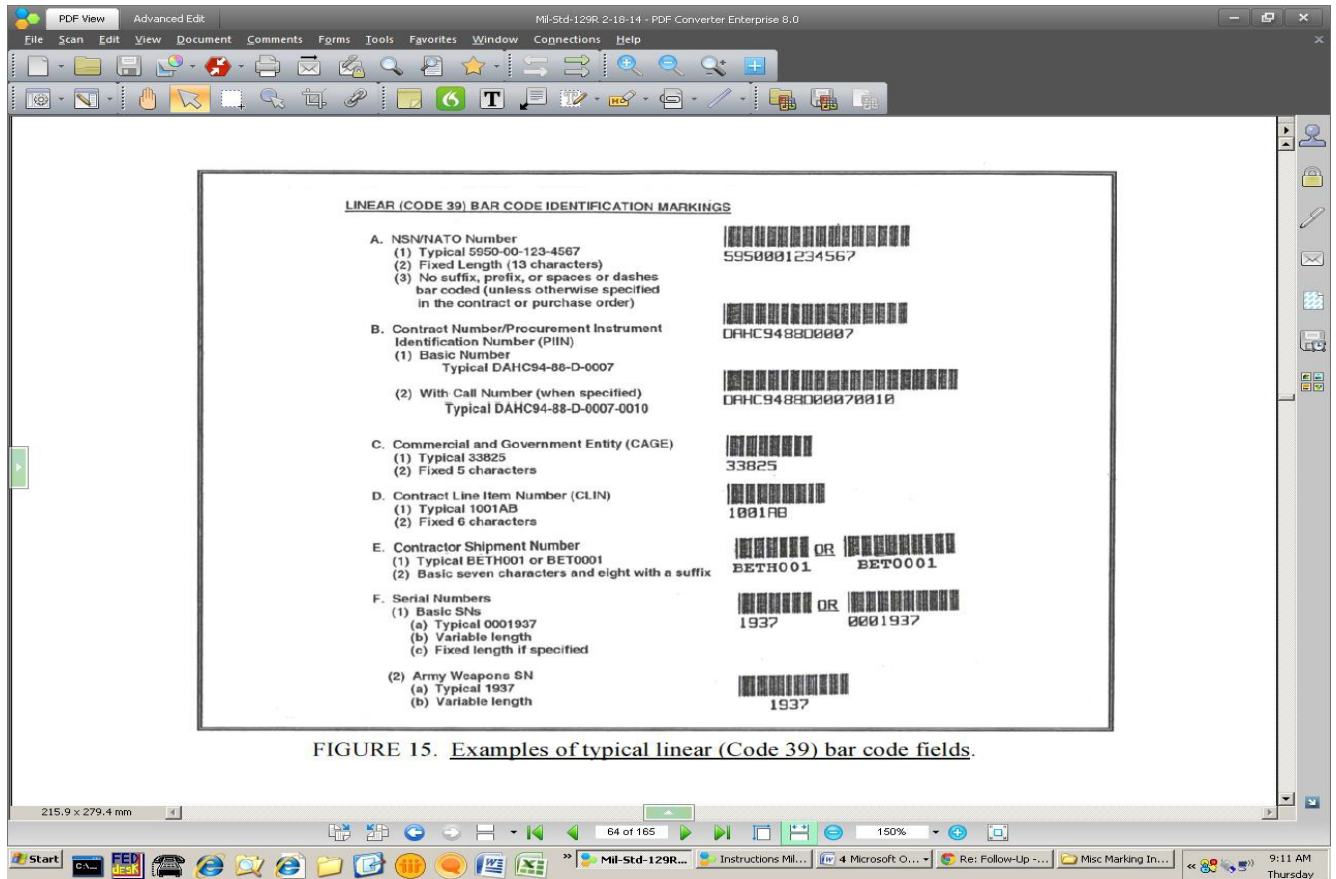 PDF View Advanced Edit Mil-Std-129R 2-18-14 - PDF Converter Enterprise 8.0
File Scan Edit View Document Comments Forms Tools Favorites Window Connections Help
LINEAR (CODE 39) BAR CODE IDENTIFICATION MARKINGS
A. NSN/NATO Number
(1) Typical 5950-00-123-4567
(2) Fixed Length (13 characters)
(3) No suffix, prefix, or spaces or dashes
bar coded (unless otherwise specified
in the contract or purchase order)
5950001234567
B. Contract Number/Procurement Instrument
Identification Number (PIIN)
(1) Basic Number
Typical DAHC94-88-D-0007
DAHC9488D0007
(2) With Call Number (when specified)
Typical DAHC94-88-D-0007-0010
DAHC9488D00070010
C. Commercial and Government Entity (CAGE)
(1) Typical 33825
(2) Fixed 5 characters
33825
D. Contract Line Item Number (CLIN)
(1) Typical 1001AB
(2) Fixed 6 characters
1001AB
E. Contractor Shipment Number
(1) Typical BETH001 or BET0001
(2) Basic seven characters and eight with a suffix
OR
BETH001 BET0001
F. Serial Numbers
(1) Basic SNs
(a) Typical 0001937
(b) Variable length
(c) Fixed length if specified
OR
1937 0001937
(2) Army Weapons SN
(a) Typical 1937
(b) Variable length
1937
FIGURE 15. Examples of typical linear (Code 39) bar code fields.
215.9 x 279.4 mm
64 of 165 150%
Start FED DESK Mil-Std-129R... Instructions Mil... 4 Microsoft O... Re: Follow-Up -... Misc Marking In... 9:11 AM
Thursday